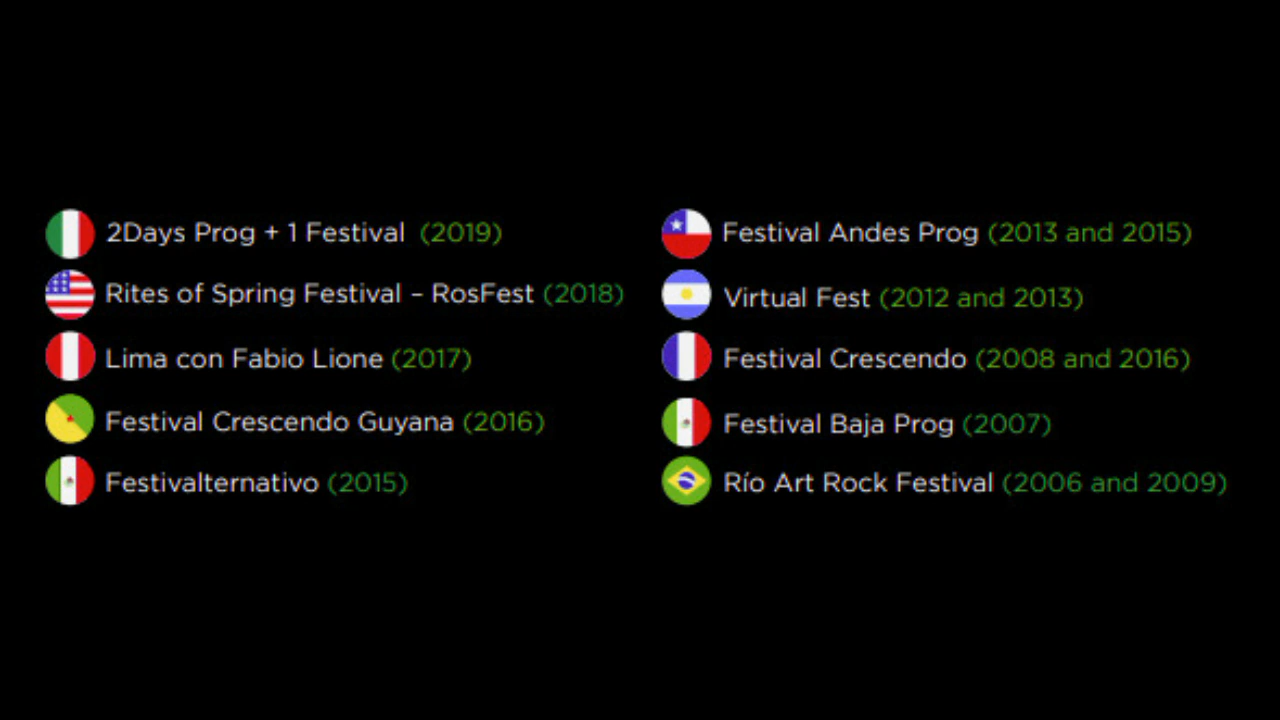 2Days Prog + 1 Festival (2019)
Rites of Spring Festival – RosFest (2018)
Lima con Fabio Lione (2017)
Festival Crescendo Guyana (2016)
Festivalternativo (2015)
Festival Andes Prog (2013 and 2015)
Virtual Fest (2012 and 2013)
Festival Crescendo (2008 and 2016)
Festival Baja Prog (2007)
Río Art Rock Festival (2006 and 2009)